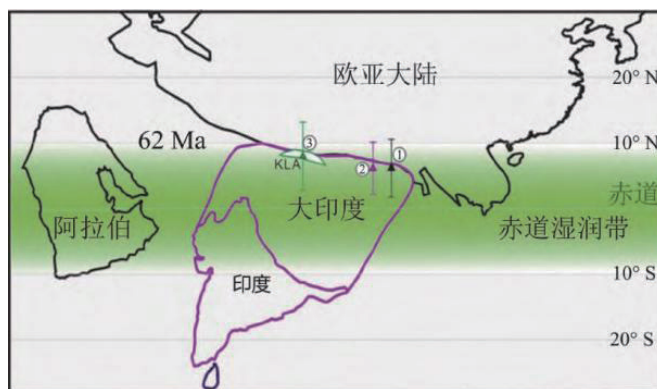 欧亚大陆
20° N
62 Ma
10° N
③
①
KLA
②
赤道
大印度
阿拉伯
赤道湿润带
印度
10° S
20° S